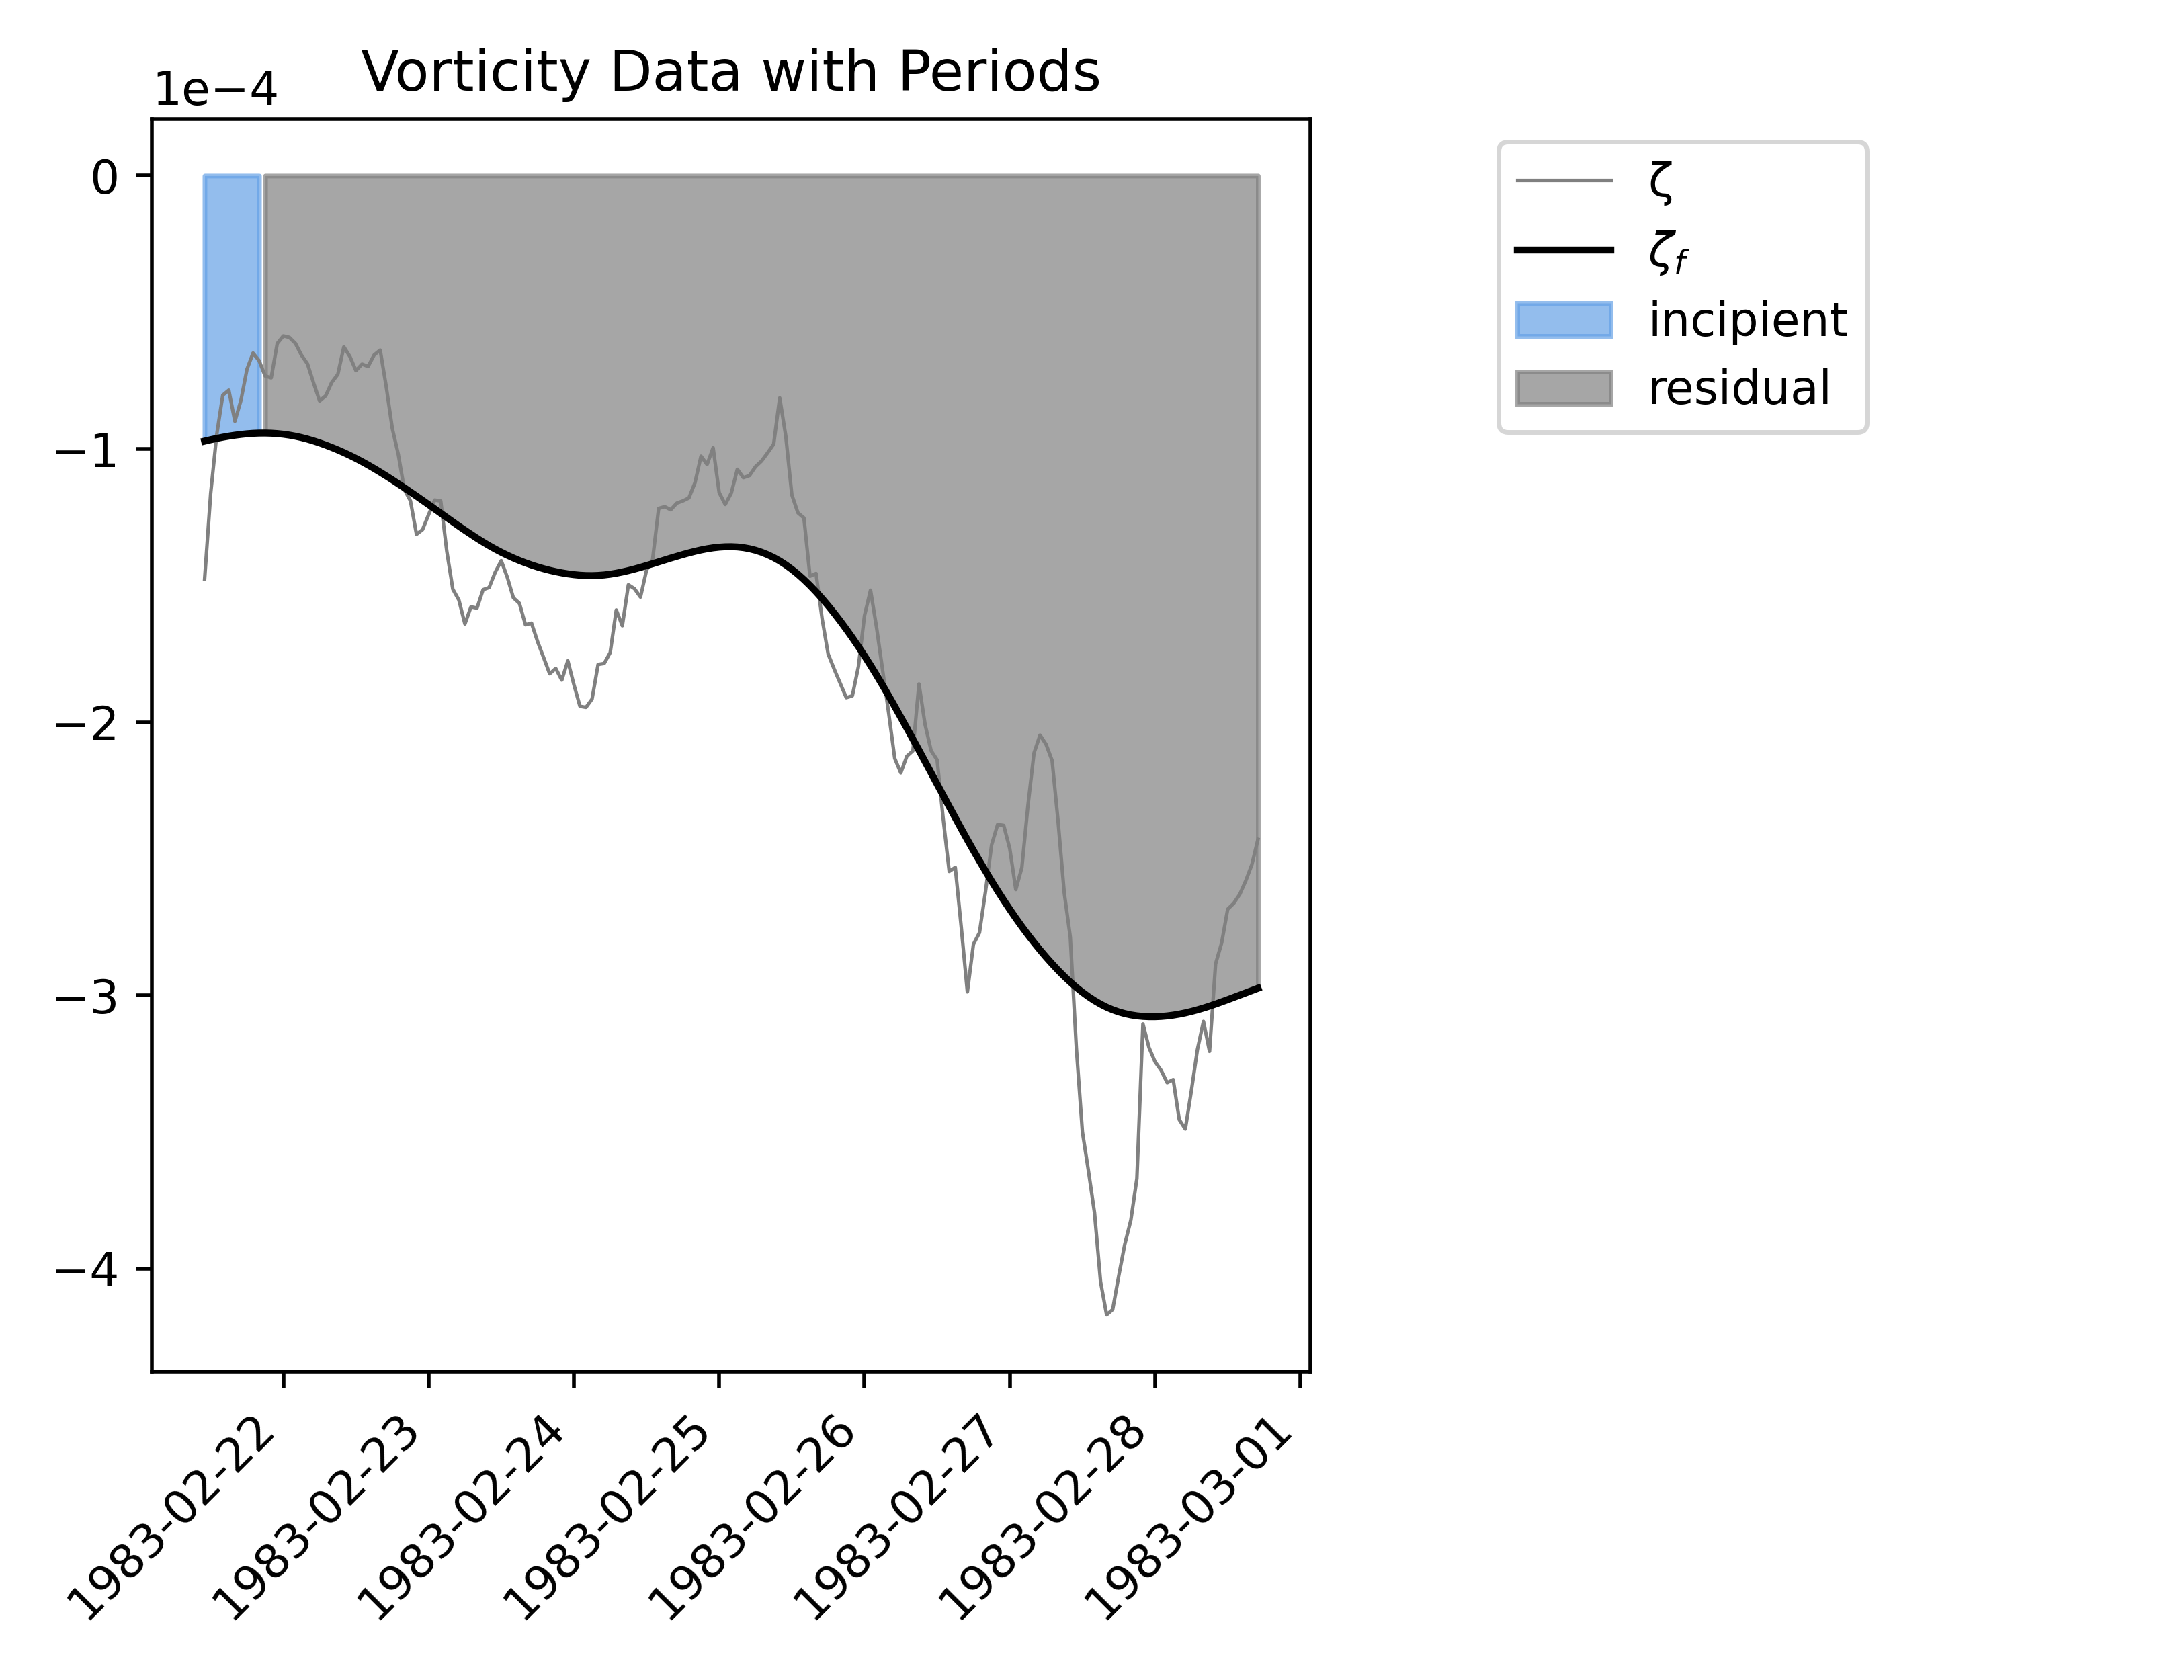 Vorticity Data with Periods
1e−4
0
−1
−2
−3
−4
1983-02-22
1983-02-23
1983-02-24
1983-02-25
1983-02-26
1983-02-27
1983-02-28
1983-03-01
ζ
ζf
incipient
residual